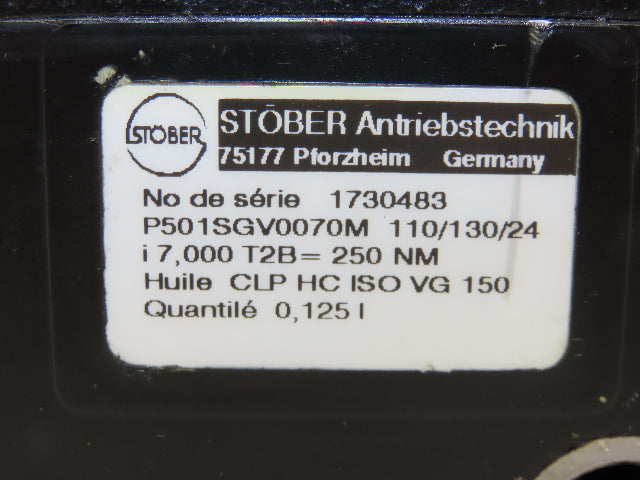 STÖBER
STÖBER Antriebstechnik
75177 Pforzheim Germany
No de série 1730483
P501SGV0070M 110/130/24
i 7,000 T2B= 250 NM
Huile CLP HC ISO VG 150
Quantilé 0,125 l